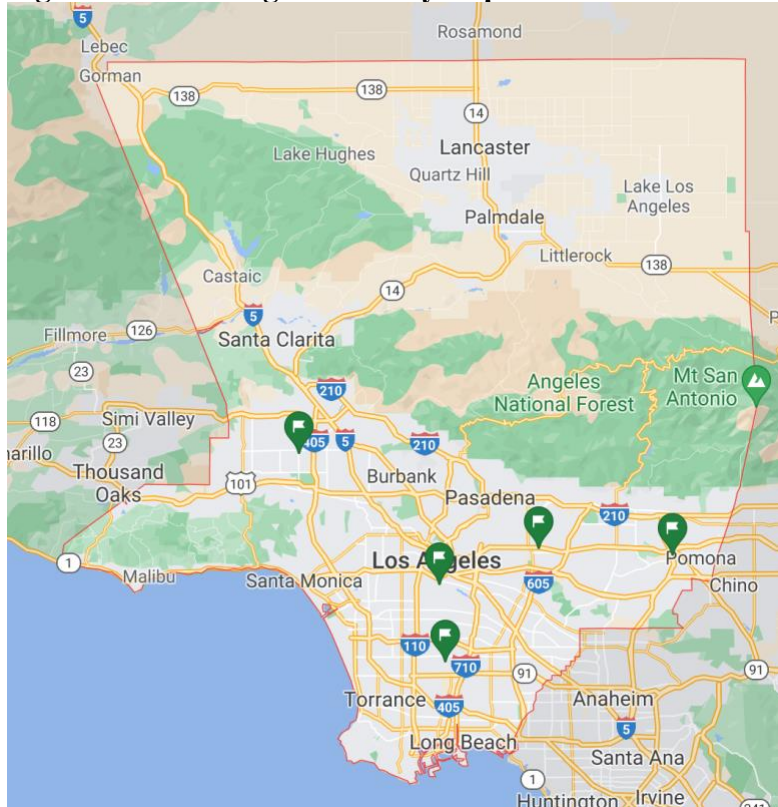 5
Rosamond
Lebec
Gorman
138
138
14
Lancaster
Lake Hughes
Quartz Hill
Lake Los
Angeles
Palmdale
Littlerock
138
Castaic
14
5
126
Fillmore
Santa Clarita
23
210
Angeles
National Forest
Mt San
Antonio
118
Simi Valley
405
5
210
23
Thousand
Oaks
101
Burbank
Pasadena
210
1
Los Angeles
Pomona
Malibu
Santa Monica
605
Chino
110
710
91
91
Torrance
405
Anaheim
5
Long Beach
Santa Ana
1
Huntington
Irvine